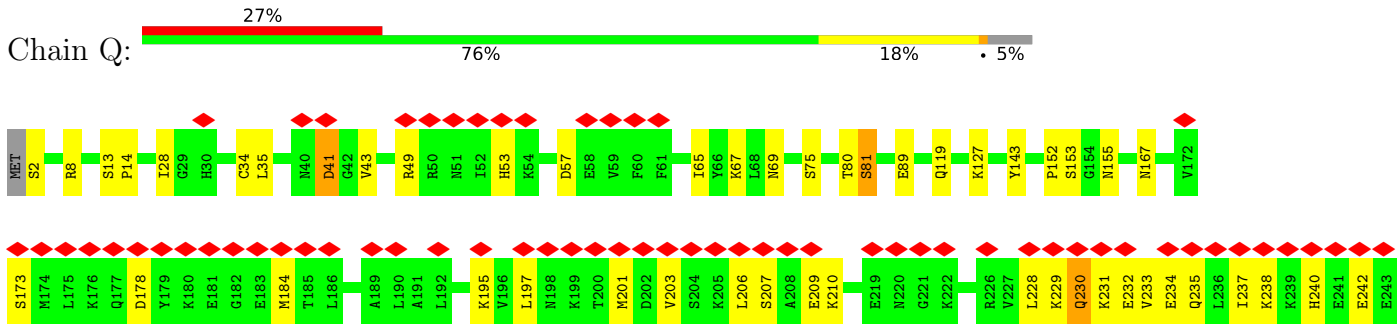 27%
Chain Q:
76% 18% • 5%
MET S2 R8 S13 P14 I28 G29 H30 C34 L35 N40 D41 G42 V43 R49 R50 N51 I52 H53 K54 D57 E58 V59 F60 F61 I65 Y66 K67 L68 N69 S75 T80 S81 E89 Q119 K127 Y143 P152 S153 G154 N155 N167 V172
S173 M174 L175 K176 Q177 D178 Y179 K180 E181 G182 E183 M184 T185 L186 A189 L190 A191 L192 K195 V196 L197 N198 K199 T200 M201 D202 V203 S204 K205 L206 S207 A208 E209 K210 E219 N220 G221 K222 R226 V227 L228 K229 Q230 K231 E232 V233 E234 Q235 L236 I237 K238 K239 H240 E241 E242 E243